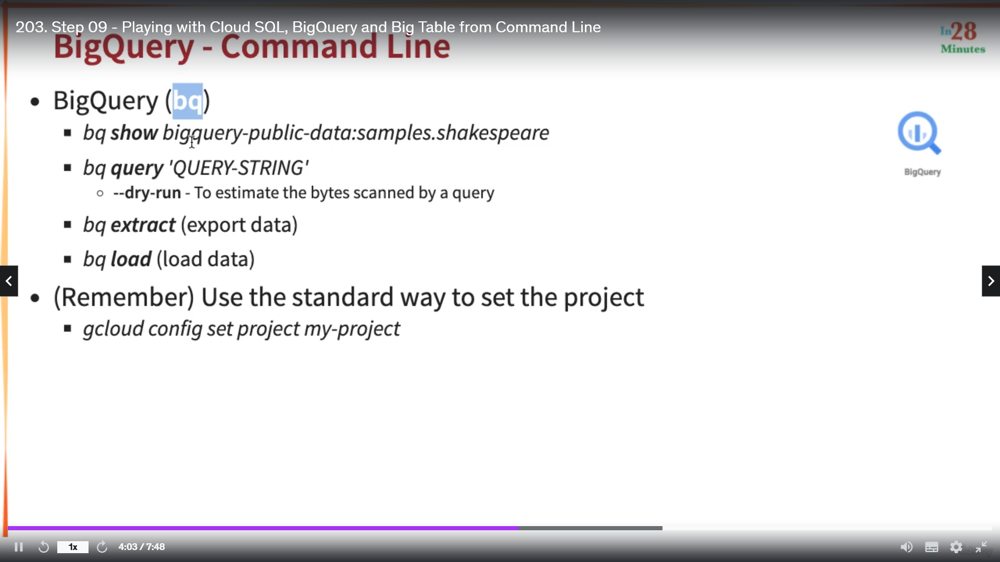 203. Step 09 - Playing with Cloud SQL, BigQuery and Big Table from Command Line
In28
Minutes
BigQuery - Command Line
• BigQuery (bq)
▪ bq show bigquery-public-data:samples.shakespeare
▪ bq query 'QUERY-STRING'
○ --dry-run - To estimate the bytes scanned by a query
▪ bq extract (export data)
▪ bq load (load data)
• (Remember) Use the standard way to set the project
▪ gcloud config set project my-project
BigQuery
1x
4:03 / 7:48